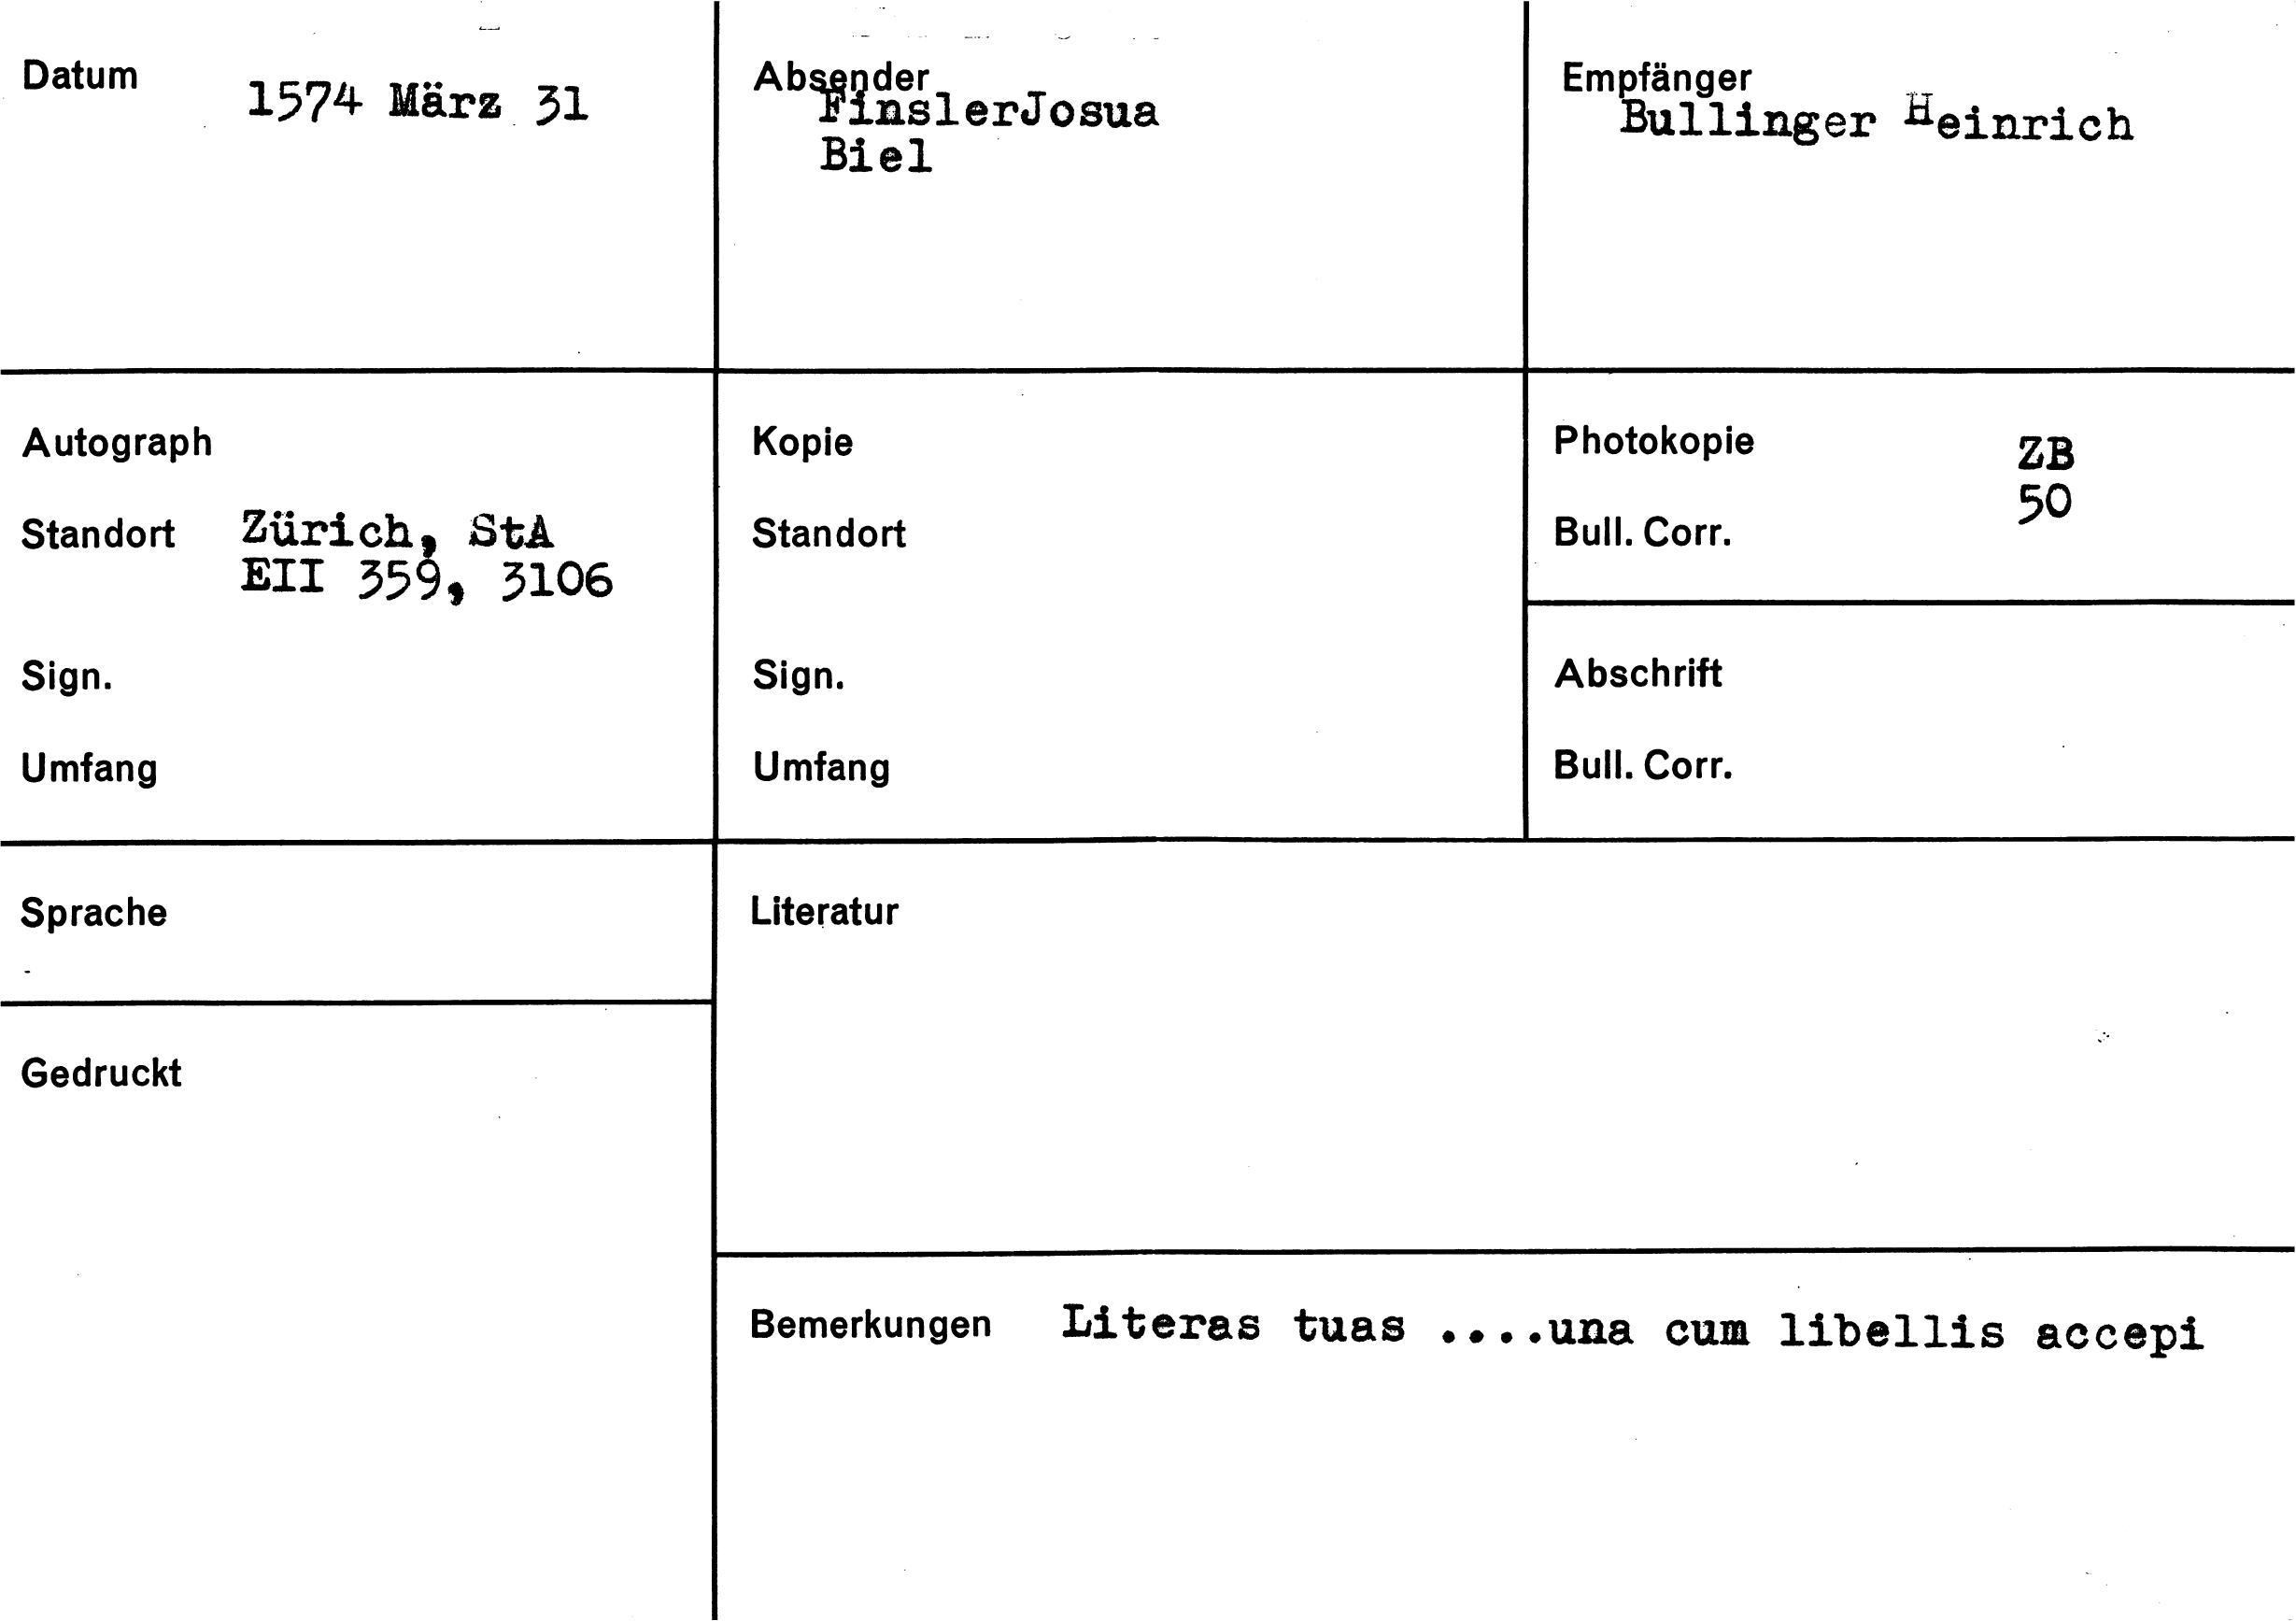 Datum
1574 März 31
Absender
FinslerJosua
Biel
Empfänger
Bullinger Heinrich
Autograph
Standort Zürich, StA
EII 359, 3106
Sign.
Umfang
Kopie
Standort
Sign.
Umfang
Photokopie ZB
Bull. Corr. 50
Abschrift
Bull. Corr.
Sprache
Gedruckt
Literatur
Bemerkungen Literas tuas ....una cum libellis accepi